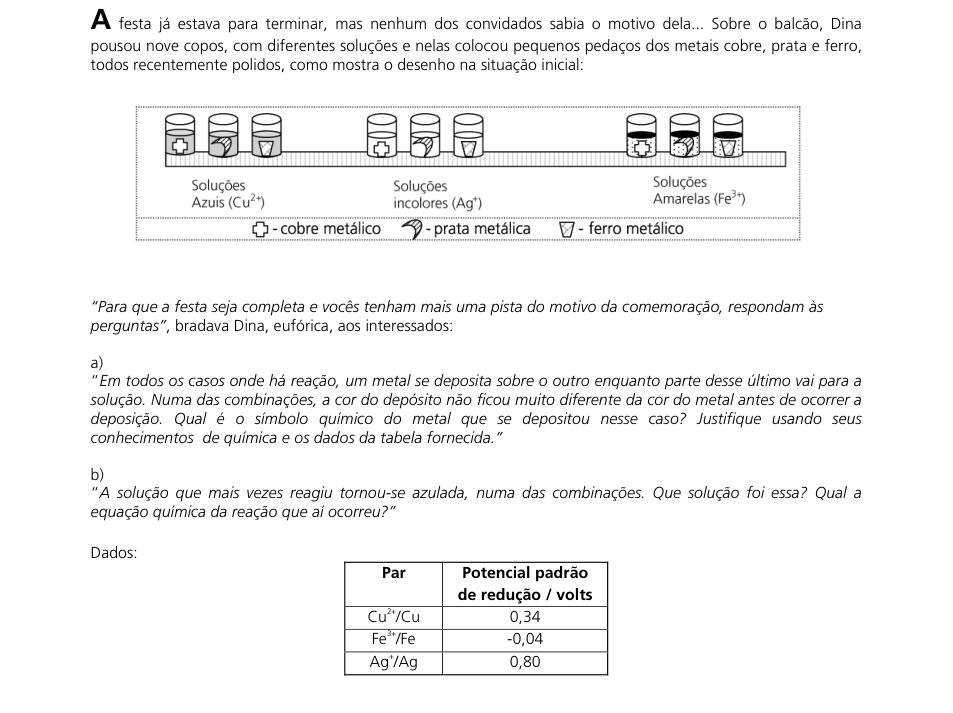 A festa já estava para terminar, mas nenhum dos convidados sabia o motivo dela... Sobre o balcão, Dina
pousou nove copos, com diferentes soluções e nelas colocou pequenos pedaços dos metais cobre, prata e ferro,
todos recentemente polidos, como mostra o desenho na situação inicial:
Soluções
Azuis (Cu²⁺)
Soluções
incolores (Ag⁺)
Soluções
Amarelas (Fe³⁺)
- cobre metálico - prata metálica - ferro metálico
"Para que a festa seja completa e vocês tenham mais uma pista do motivo da comemoração, respondam às
perguntas", bradava Dina, eufórica, aos interessados:
a)
"Em todos os casos onde há reação, um metal se deposita sobre o outro enquanto parte desse último vai para a
solução. Numa das combinações, a cor do depósito não ficou muito diferente da cor do metal antes de ocorrer a
deposição. Qual é o símbolo químico do metal que se depositou nesse caso? Justifique usando seus
conhecimentos de química e os dados da tabela fornecida."
b)
"A solução que mais vezes reagiu tornou-se azulada, numa das combinações. Que solução foi essa? Qual a
equação química da reação que aí ocorreu?"
Dados:
Par Potencial padrão
de redução / volts
Cu²⁺/Cu 0,34
Fe³⁺/Fe -0,04
Ag⁺/Ag 0,80